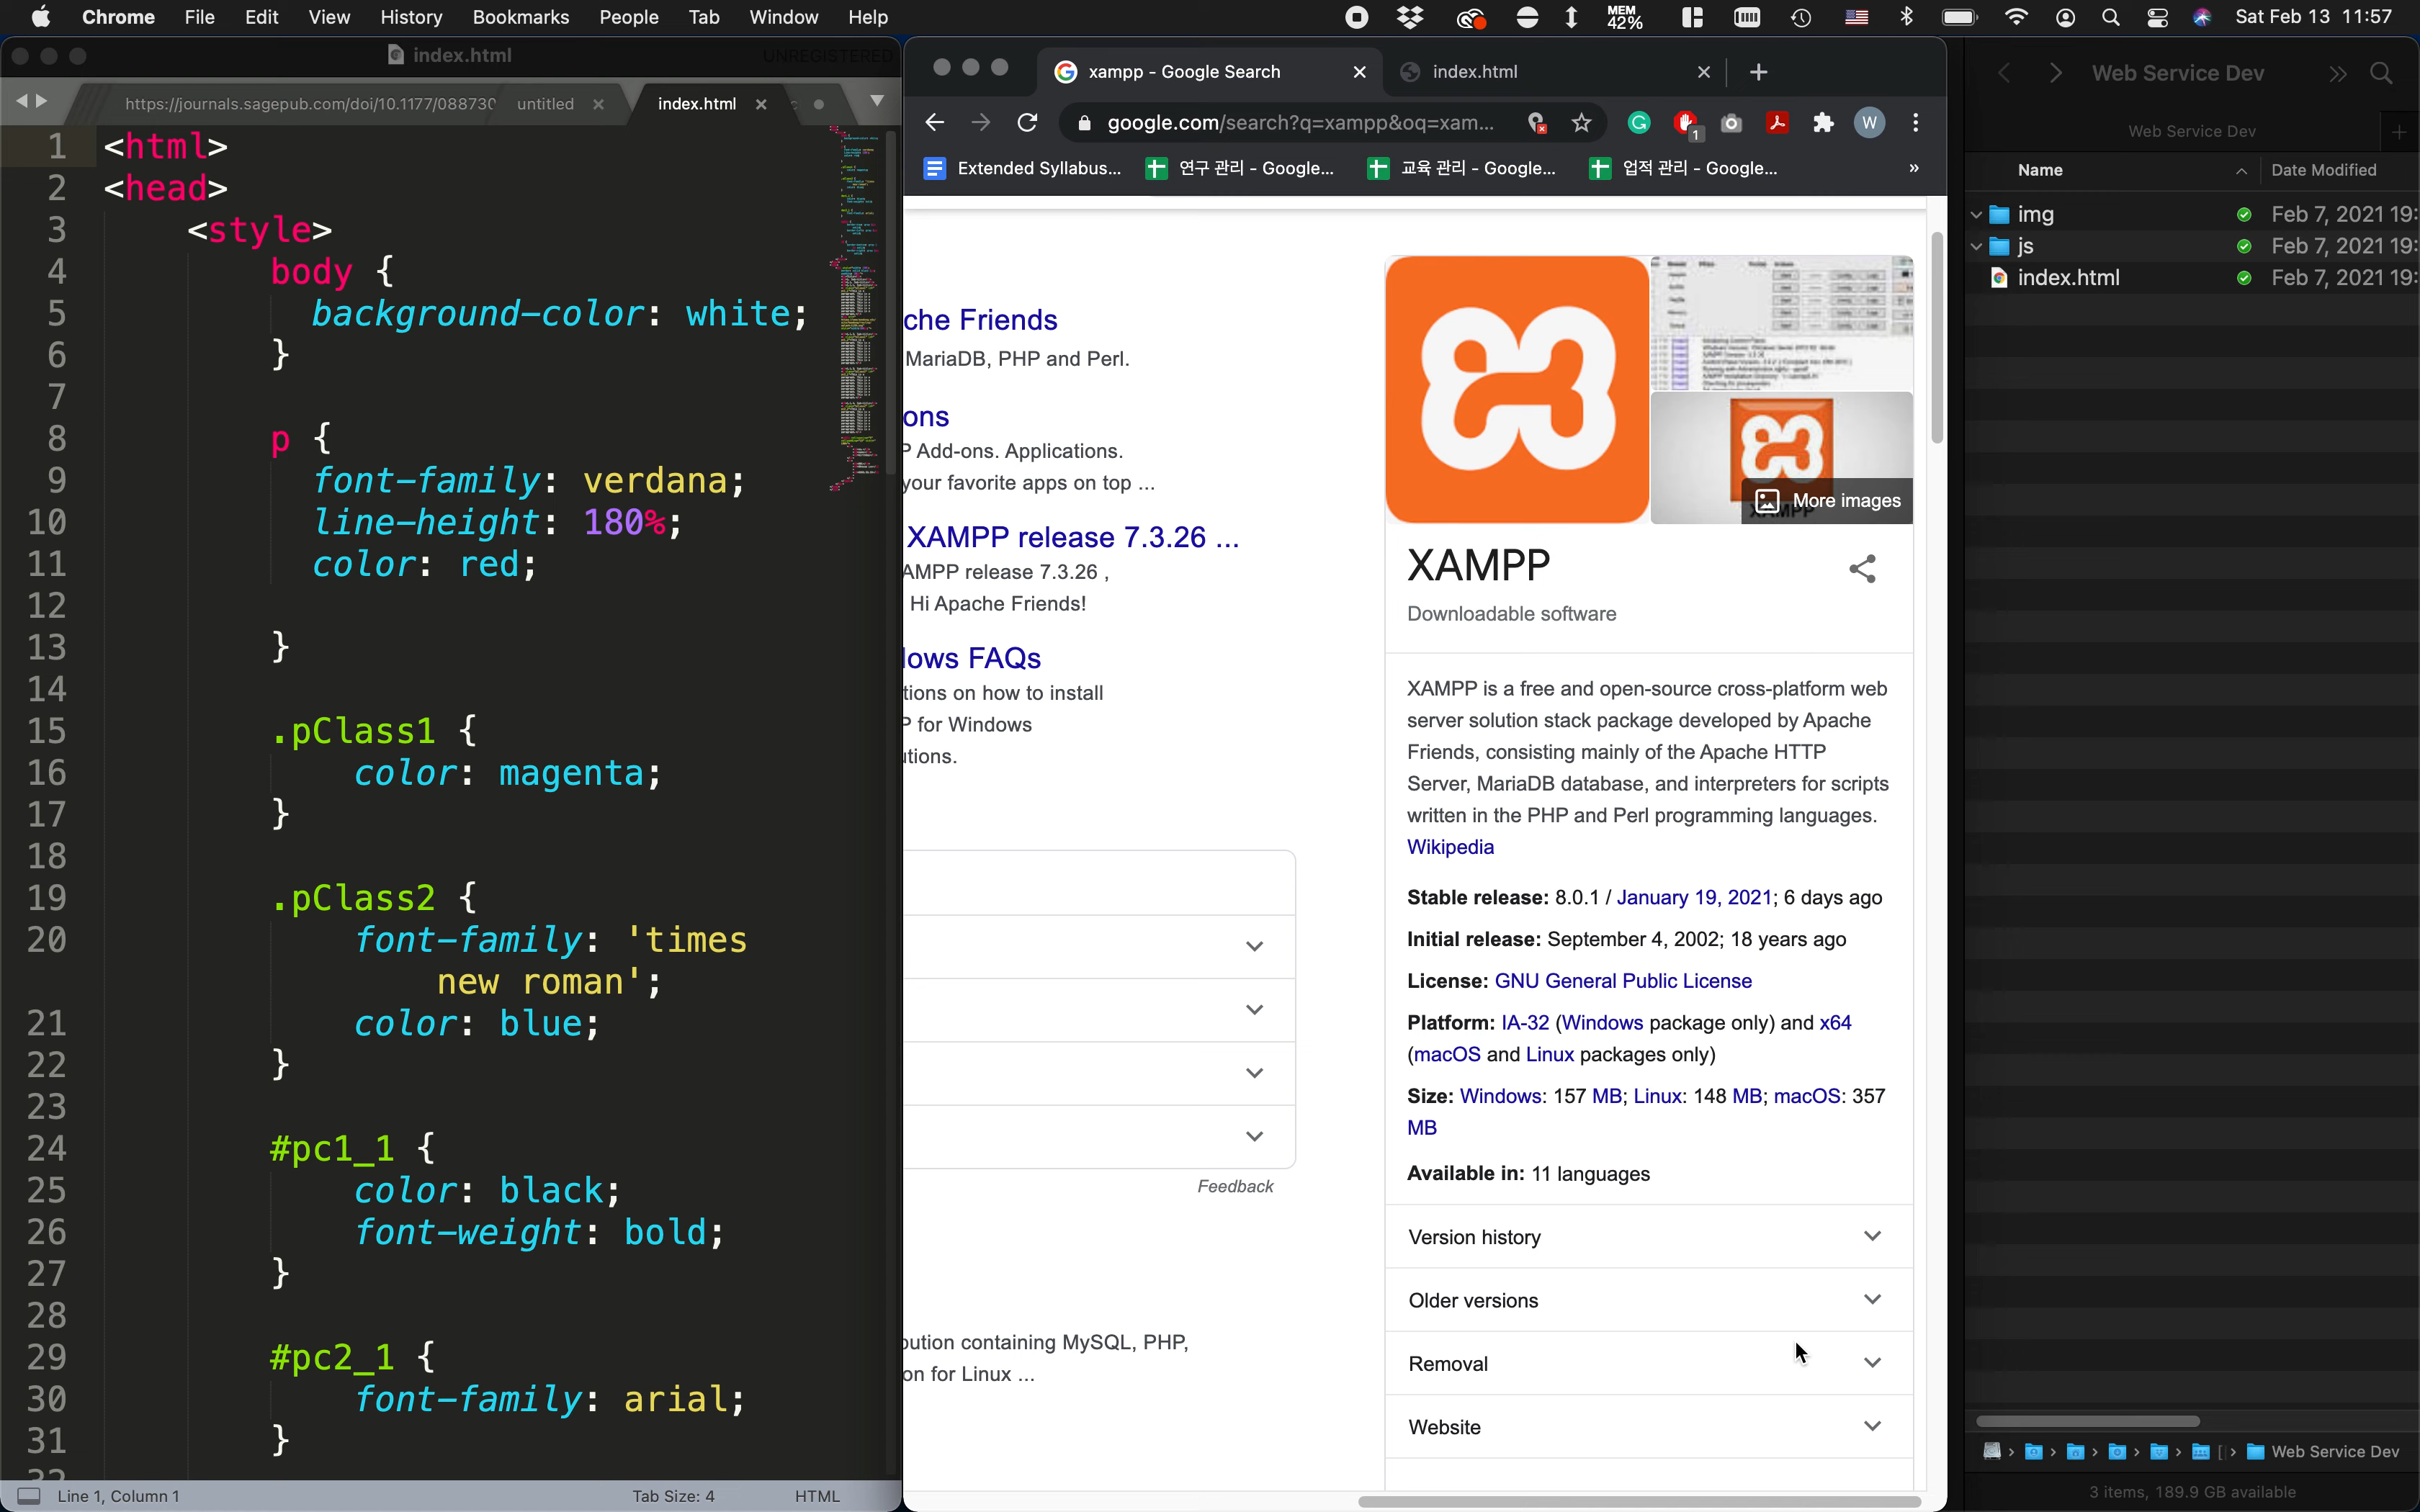 Chrome File Edit View History Bookmarks People Tab Window Help
MEM
42%
Sat Feb 13 11:57
index.html
UNREGISTERED
https://journals.sagepub.com/doi/10.1177/088730
untitled
index.html
1 <html>
2 <head>
3 <style>
4 body {
5 background-color: white;
6 }
7
8 p {
9 font-family: verdana;
10 line-height: 180%;
11 color: red;
12
13 }
14
15 .pClass1 {
16 color: magenta;
17 }
18
19 .pClass2 {
20 font-family: 'times
new roman';
21 color: blue;
22 }
23
24 #pc1_1 {
25 color: black;
26 font-weight: bold;
27 }
28
29 #pc2_1 {
30 font-family: arial;
31 }
32
Line 1, Column 1
Tab Size: 4
HTML
xampp - Google Search
index.html
google.com/search?q=xampp&oq=xam...
1
W
Extended Syllabus...
연구 관리 - Google...
교육 관리 - Google...
업적 관리 - Google...
»
che Friends
MariaDB, PHP and Perl.
ons
P Add-ons. Applications.
your favorite apps on top ...
XAMPP release 7.3.26 ...
AMPP release 7.3.26 ,
Hi Apache Friends!
lows FAQs
tions on how to install
P for Windows
utions.
Feedback
bution containing MySQL, PHP,
on for Linux ...
More images
XAMPP
XAMPP
Downloadable software
XAMPP is a free and open-source cross-platform web
server solution stack package developed by Apache
Friends, consisting mainly of the Apache HTTP
Server, MariaDB database, and interpreters for scripts
written in the PHP and Perl programming languages.
Wikipedia
Stable release: 8.0.1 / January 19, 2021; 6 days ago
Initial release: September 4, 2002; 18 years ago
License: GNU General Public License
Platform: IA-32 (Windows package only) and x64
(macOS and Linux packages only)
Size: Windows: 157 MB; Linux: 148 MB; macOS: 357
MB
Available in: 11 languages
Version history
Older versions
Removal
Website
Web Service Dev
Web Service Dev
Name
Date Modified
img Feb 7, 2021 19:
js Feb 7, 2021 19:
index.html Feb 7, 2021 19:
Web Service Dev
3 items, 189.9 GB available